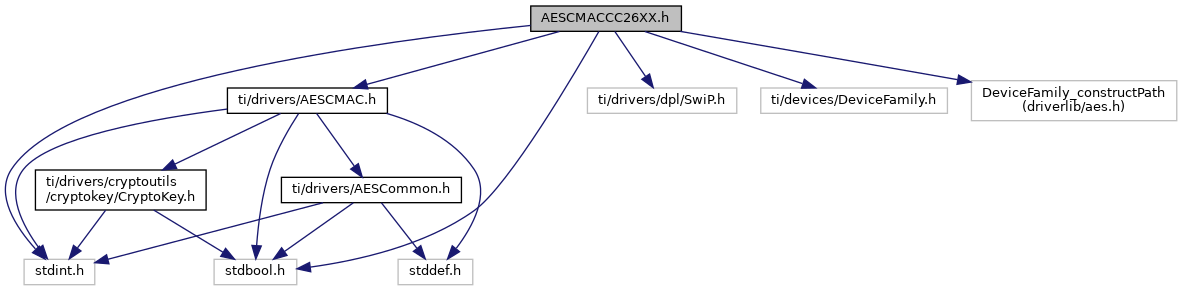 AESCMACCC26XX.h
ti/drivers/AESCMAC.h
ti/drivers/dpl/SwiP.h
ti/devices/DeviceFamily.h
DeviceFamily_constructPath
(driverlib/aes.h)
ti/drivers/cryptoutils
/cryptokey/CryptoKey.h
ti/drivers/AESCommon.h
stdint.h
stdbool.h
stddef.h